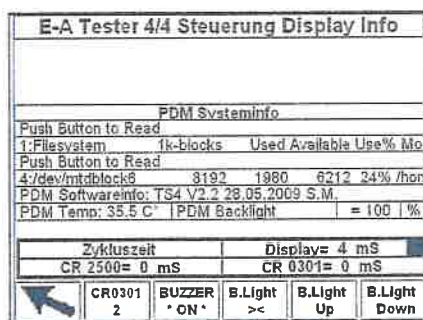 E-A Tester 4/4 Steuerung Display Info
PDM Systeminfo
Push Button to Read
1:Filesystem 1k-blocks Used Available Use% Mo
Push Button to Read
4:/dev/mtdblock6 8192 1980 6212 24% /hom
PDM Softwareinfo: TS4 V2.2 28.05.2009 S.M.
PDM Temp: 35.5 C° PDM Backlight = 100 %
Zykluszeit Display= 4 mS
CR 2500= 0 mS CR 0301= 0 mS
CR0301 2 BUZZER * ON * B.Light >< B.Light Up B.Light Down